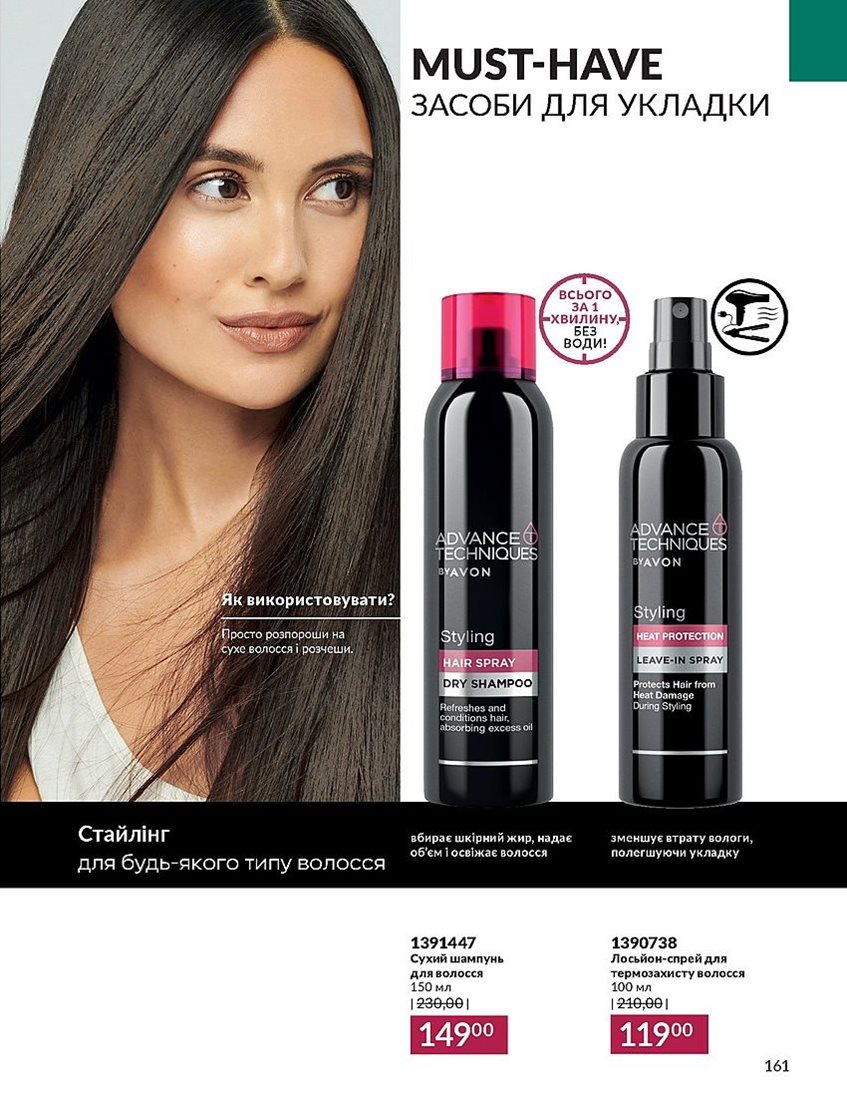 MUST-HAVE
ЗАСОБИ ДЛЯ УКЛАДКИ
ВСЬОГО
ЗА 1
ХВИЛИНУ,
БЕЗ
ВОДИ!
ADVANCE T
TECHNIQUES
BY AVON
Styling
HAIR SPRAY
DRY SHAMPOO
Refreshes and
conditions hair,
absorbing excess oil
ADVANCE T
TECHNIQUES
BY AVON
Styling
HEAT PROTECTION
LEAVE-IN SPRAY
Protects Hair from
Heat Damage
During Styling
Як використовувати?
Просто розпороши на
сухе волосся і розчеши.
Стайлінг
для будь-якого типу волосся
вбирає шкірний жир, надає
об'єм і освіжає волосся
зменшує втрату вологи,
полегшуючи укладку
1391447
Сухий шампунь
для волосся
150 мл
| 230,00 |
149 00
1390738
Лосьйон-спрей для
термозахисту волосся
100 мл
| 210,00 |
119 00
161